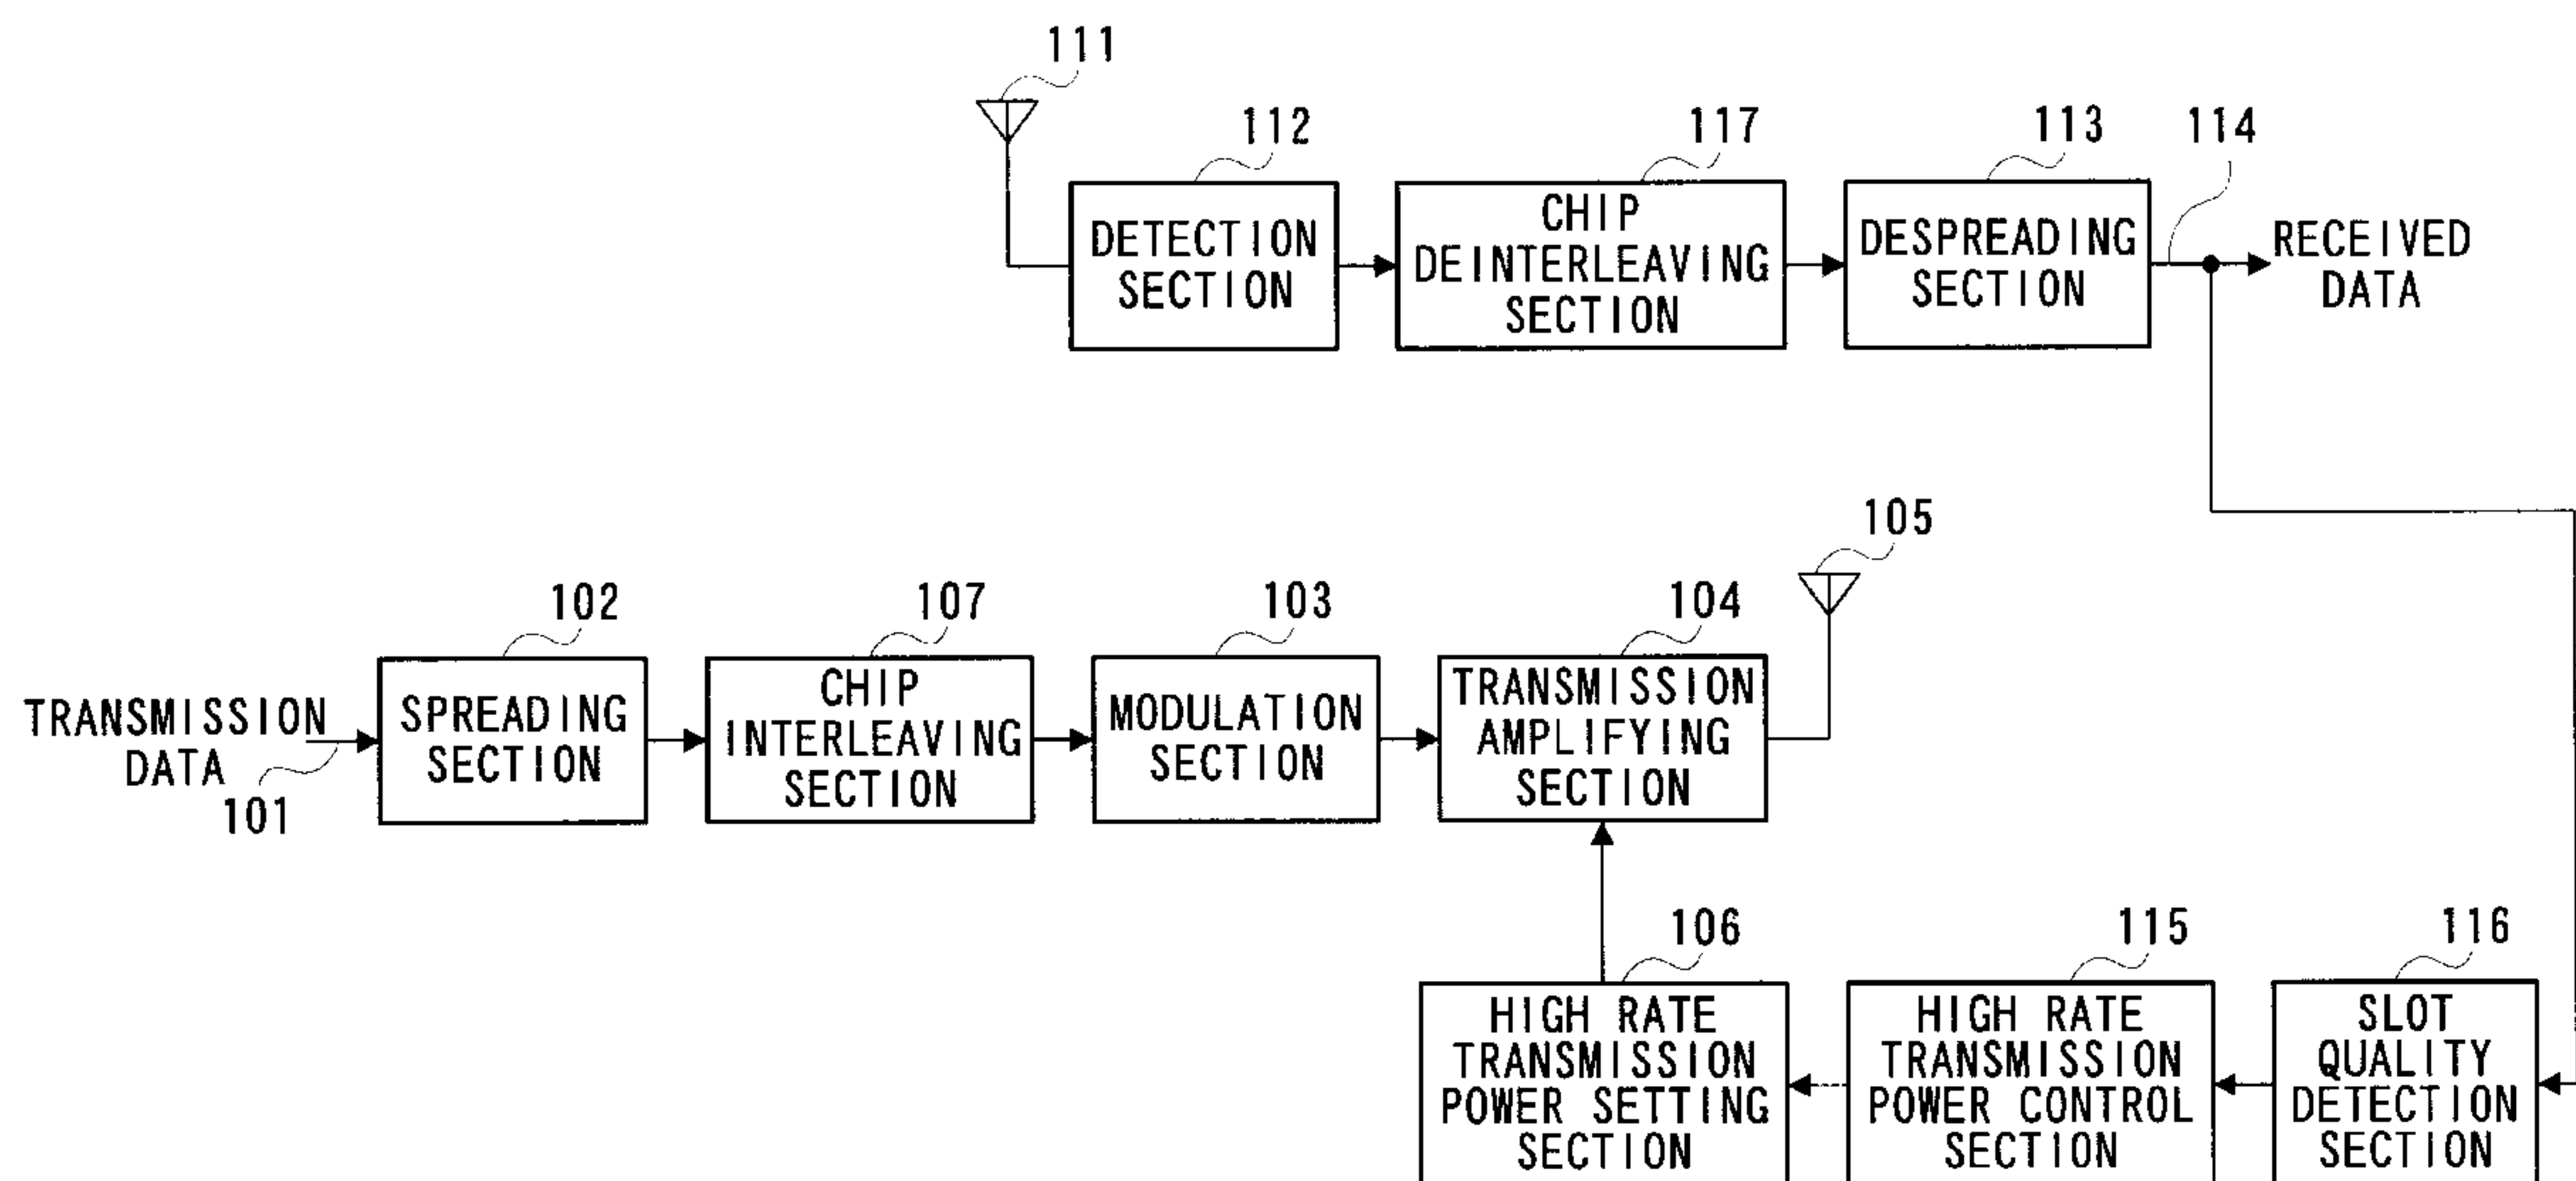 111
112
117
113
114
DETECTION
SECTION
CHIP
DEINTERLEAVING
SECTION
DESPREADING
SECTION
RECEIVED
DATA
105
102
107
103
104
TRANSMISSION
DATA
101
SPREADING
SECTION
CHIP
INTERLEAVING
SECTION
MODULATION
SECTION
TRANSMISSION
AMPLIFYING
SECTION
106
115
116
HIGH RATE
TRANSMISSION
POWER SETTING
SECTION
HIGH RATE
TRANSMISSION
POWER CONTROL
SECTION
SLOT
QUALITY
DETECTION
SECTION